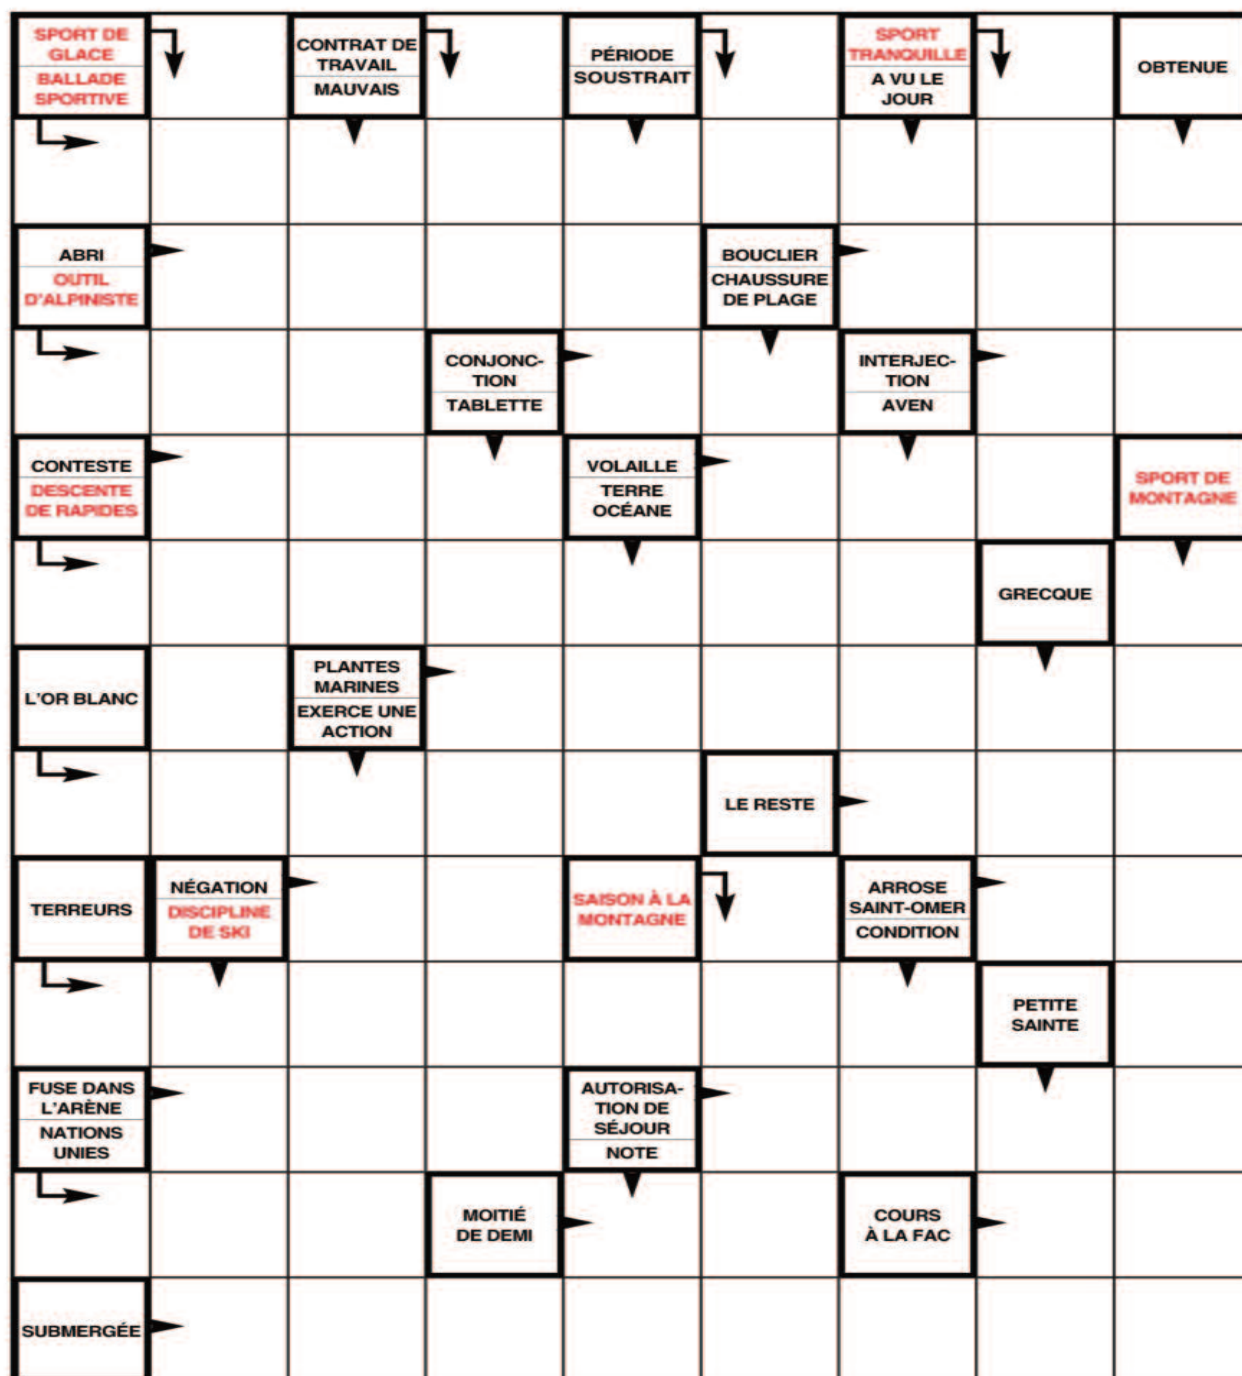 SPORT DE
GLACE
BALLADE
SPORTIVE
CONTRAT DE
TRAVAIL
MAUVAIS
PÉRIODE
SOUSTRAIT
SPORT
TRANQUILLE
A VU LE
JOUR
OBTENUE
ABRI
OUTIL
D'ALPINISTE
BOUCLIER
CHAUSSURE
DE PLAGE
CONJONC-
TION
TABLETTE
INTERJEC-
TION
AVEN
CONTESTE
DESCENTE
DE RAPIDES
VOLAILLE
TERRE
OCÉANE
SPORT DE
MONTAGNE
GRECQUE
L'OR BLANC
PLANTES
MARINES
EXERCE UNE
ACTION
LE RESTE
TERREURS
NÉGATION
DISCIPLINE
DE SKI
SAISON À LA
MONTAGNE
ARROSE
SAINT-OMER
CONDITION
PETITE
SAINTE
FUSE DANS
L'ARÈNE
NATIONS
UNIES
AUTORISA-
TION DE
SÉJOUR
NOTE
MOITIÉ
DE DEMI
COURS
À LA FAC
SUBMERGÉE